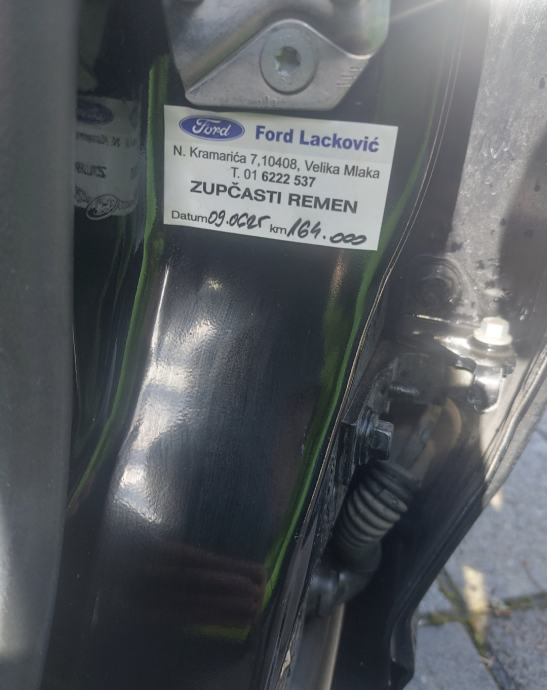 Ford Ford Lacković
N. Kramarića 7,10408, Velika Mlaka
T. 01 6222 537
ZUPČASTI REMEN
Datum 09.06 25 km 164.000